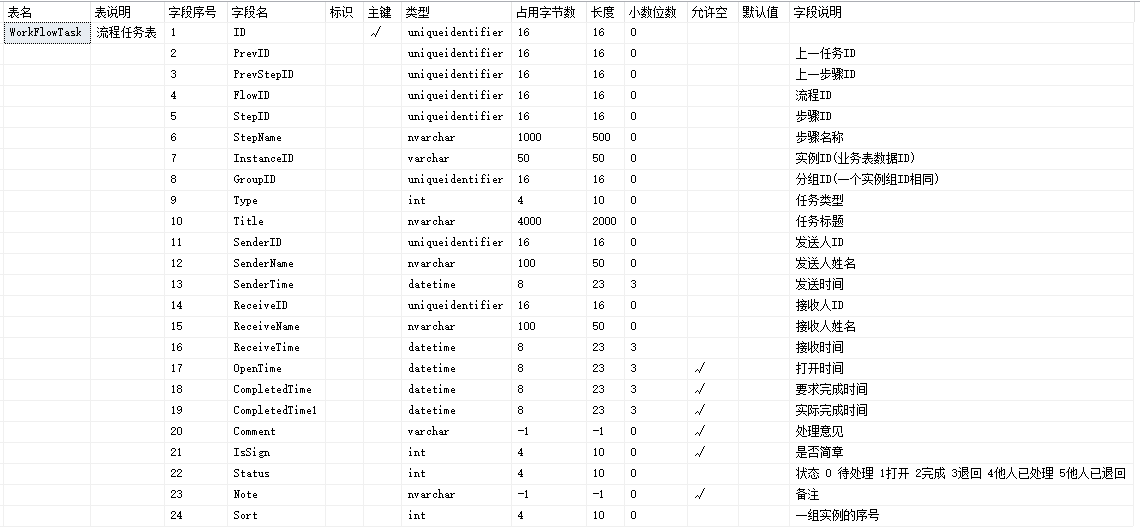 表名 表说明 字段序号 字段名 标识 主键 类型 占用字节数 长度 小数位数 允许空 默认值 字段说明
WorkFlowTask 流程任务表 1 ID √ uniqueidentifier 16 16 0
2 PrevID uniqueidentifier 16 16 0 上一任务ID
3 PrevStepID uniqueidentifier 16 16 0 上一步骤ID
4 FlowID uniqueidentifier 16 16 0 流程ID
5 StepID uniqueidentifier 16 16 0 步骤ID
6 StepName nvarchar 1000 500 0 步骤名称
7 InstanceID varchar 50 50 0 实例ID(业务表数据ID)
8 GroupID uniqueidentifier 16 16 0 分组ID(一个实例组ID相同)
9 Type int 4 10 0 任务类型
10 Title nvarchar 4000 2000 0 任务标题
11 SenderID uniqueidentifier 16 16 0 发送人ID
12 SenderName nvarchar 100 50 0 发送人姓名
13 SenderTime datetime 8 23 3 发送时间
14 ReceiveID uniqueidentifier 16 16 0 接收人ID
15 ReceiveName nvarchar 100 50 0 接收人姓名
16 ReceiveTime datetime 8 23 3 接收时间
17 OpenTime datetime 8 23 3 √ 打开时间
18 CompletedTime datetime 8 23 3 √ 要求完成时间
19 CompletedTime1 datetime 8 23 3 √ 实际完成时间
20 Comment varchar -1 -1 0 √ 处理意见
21 IsSign int 4 10 0 √ 是否简章
22 Status int 4 10 0 状态 0 待处理 1打开 2完成 3退回 4他人已处理 5他人已退回
23 Note nvarchar -1 -1 0 √ 备注
24 Sort int 4 10 0 一组实例的序号